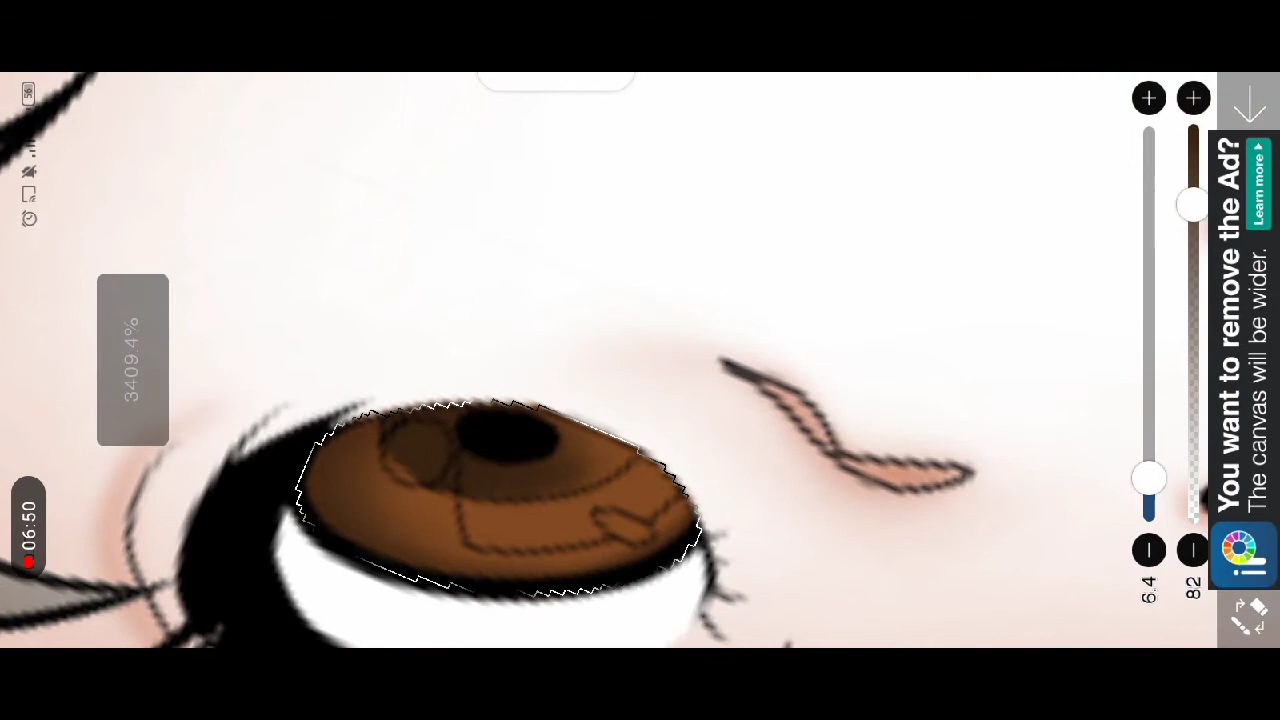 56
3409.4%
06:50
You want to remove the Ad?
The canvas will be wider.
Learn more
6.4
82